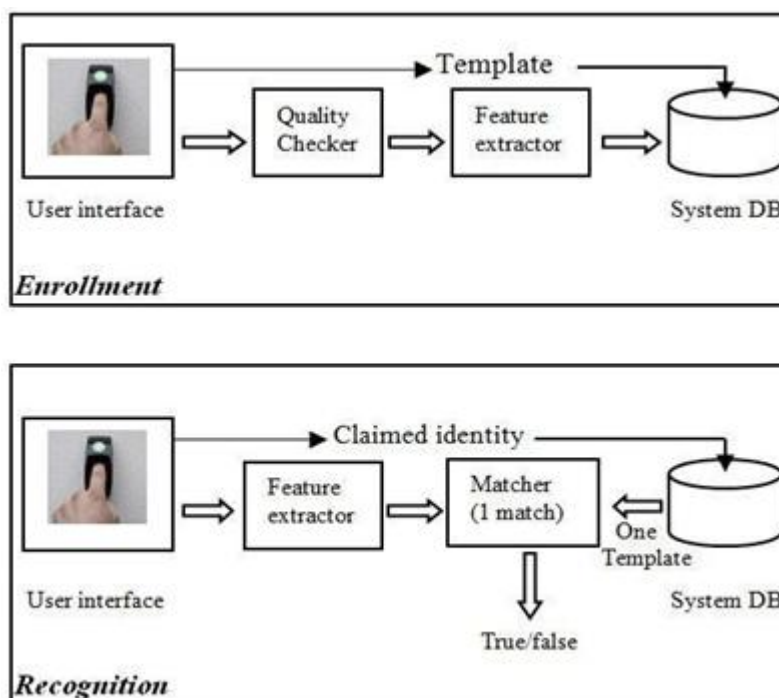 Template
Quality
Checker
Feature
extractor
User interface
System DB
Enrollment
Claimed identity
Feature
extractor
Matcher
(1 match)
One
Template
User interface
System DB
True/false
Recognition